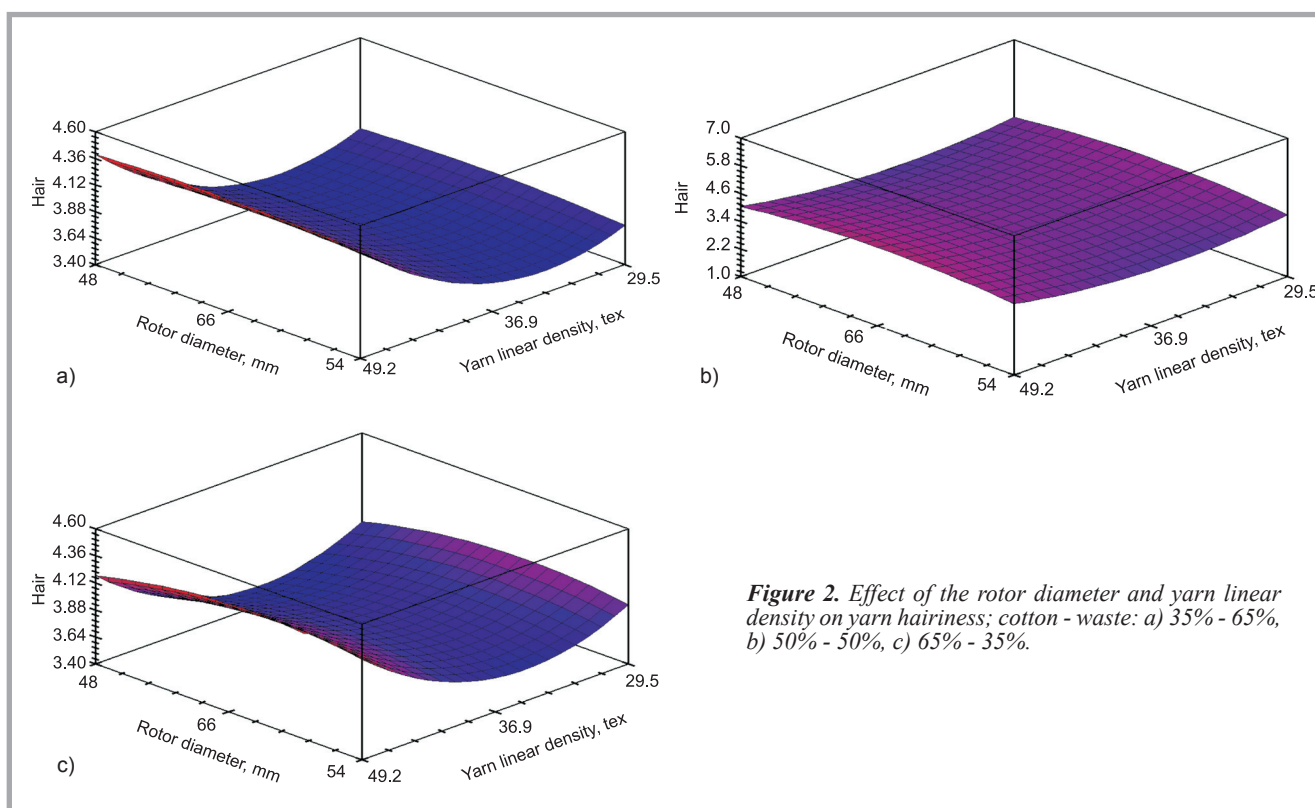 4.60
4.36
4.12
3.88
3.64
3.40
Hair
48
66
54
Rotor diameter, mm
49.2
36.9
29.5
Yarn linear density, tex
a)
7.0
5.8
4.6
3.4
2.2
1.0
Hair
48
66
54
Rotor diameter, mm
49.2
36.9
29.5
Yarn linear density, tex
b)
4.60
4.36
4.12
3.88
3.64
3.40
Hair
48
66
54
Rotor diameter, mm
49.2
36.9
29.5
Yarn linear density, tex
c)
Figure 2. Effect of the rotor diameter and yarn linear
density on yarn hairiness; cotton - waste: a) 35% - 65%,
b) 50% - 50%, c) 65% - 35%.